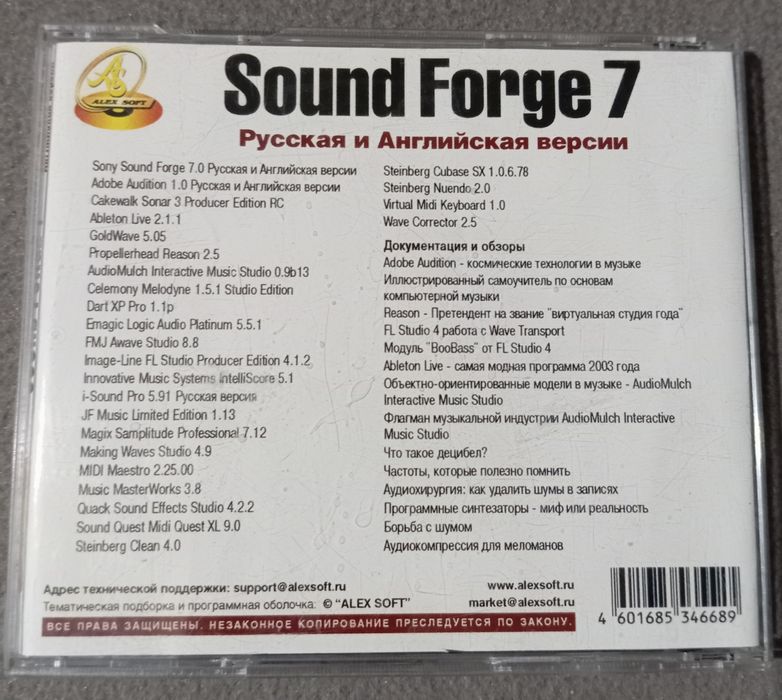 ALEX SOFT
Sound Forge 7
Русская и Английская версии
Sony Sound Forge 7.0 Русская и Английская версии
Adobe Audition 1.0 Русская и Английская версии
Cakewalk Sonar 3 Producer Edition RC
Ableton Live 2.1.1
GoldWave 5.05
Propellerhead Reason 2.5
AudioMulch Interactive Music Studio 0.9b13
Celemony Melodyne 1.5.1 Studio Edition
Dart XP Pro 1.1p
Emagic Logic Audio Platinum 5.5.1
FMJ Awave Studio 8.8
Image-Line FL Studio Producer Edition 4.1.2
Innovative Music Systems IntelliScore 5.1
i-Sound Pro 5.91 Русская версия
JF Music Limited Edition 1.13
Magix Samplitude Professional 7.12
Making Waves Studio 4.9
MIDI Maestro 2.25.00
Music MasterWorks 3.8
Quack Sound Effects Studio 4.2.2
Sound Quest Midi Quest XL 9.0
Steinberg Clean 4.0
Steinberg Cubase SX 1.0.6.78
Steinberg Nuendo 2.0
Virtual Midi Keyboard 1.0
Wave Corrector 2.5
Документация и обзоры
Adobe Audition - космические технологии в музыке
Иллюстрированный самоучитель по основам
компьютерной музыки
Reason - Претендент на звание "виртуальная студия года"
FL Studio 4 работа с Wave Transport
Модуль "BooBass" от FL Studio 4
Ableton Live - самая модная программа 2003 года
Объектно-ориентированные модели в музыке - AudioMulch
Interactive Music Studio
Флагман музыкальной индустрии AudioMulch Interactive
Music Studio
Что такое децибел?
Частоты, которые полезно помнить
Аудиохирургия: как удалить шумы в записях
Программные синтезаторы - миф или реальность
Борьба с шумом
Аудиокомпрессия для меломанов
Адрес технической поддержки: support@alexsoft.ru
www.alexsoft.ru
Тематическая подборка и программная оболочка: © "ALEX SOFT"
market@alexsoft.ru
ВСЕ ПРАВА ЗАЩИЩЕНЫ. НЕЗАКОННОЕ КОПИРОВАНИЕ ПРЕСЛЕДУЕТСЯ ПО ЗАКОНУ.
4 601685 346689